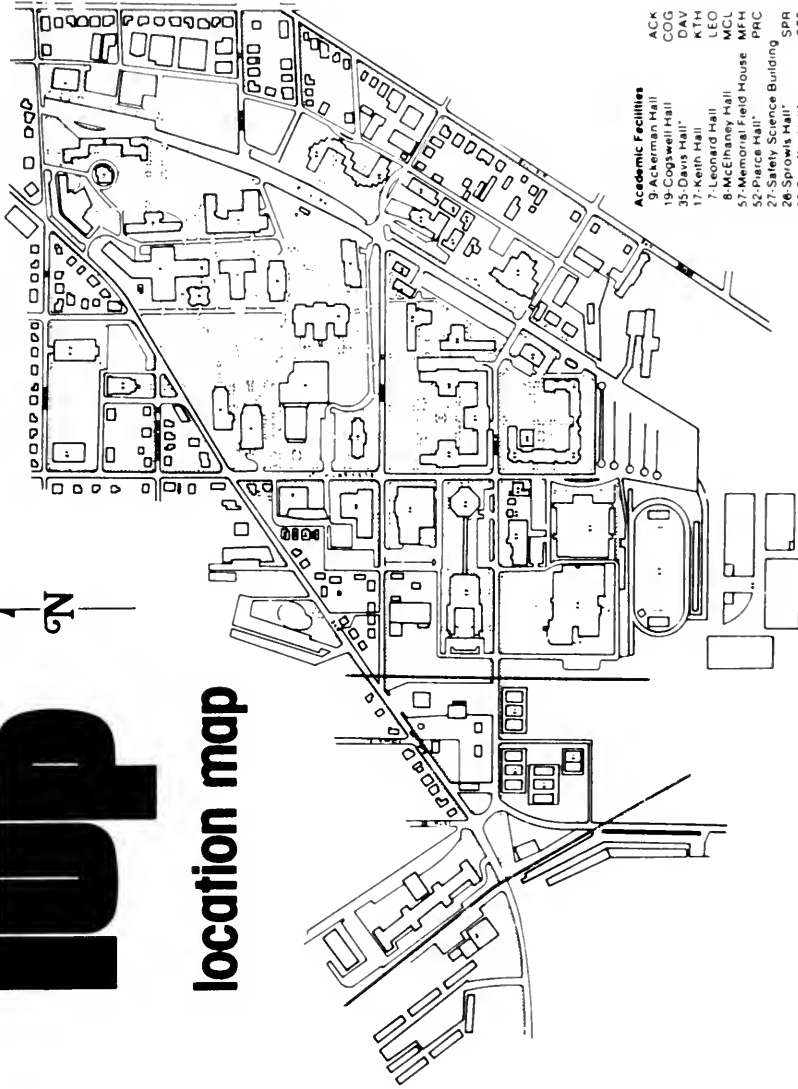 IUP
location map
N
Academic Facilities
9-Ackerman Hall ACK
19-Cogswell Hall COG
35-Davis Hall* DAV
17-Keith Hall KTH
7-Leonard Hall LEO
8-McElhaney Hall MCL
57-Memorial Field House MFH
52-Pierce Hall* PRC
27-Safety Science Building
26-Sprowls Hall* SPR